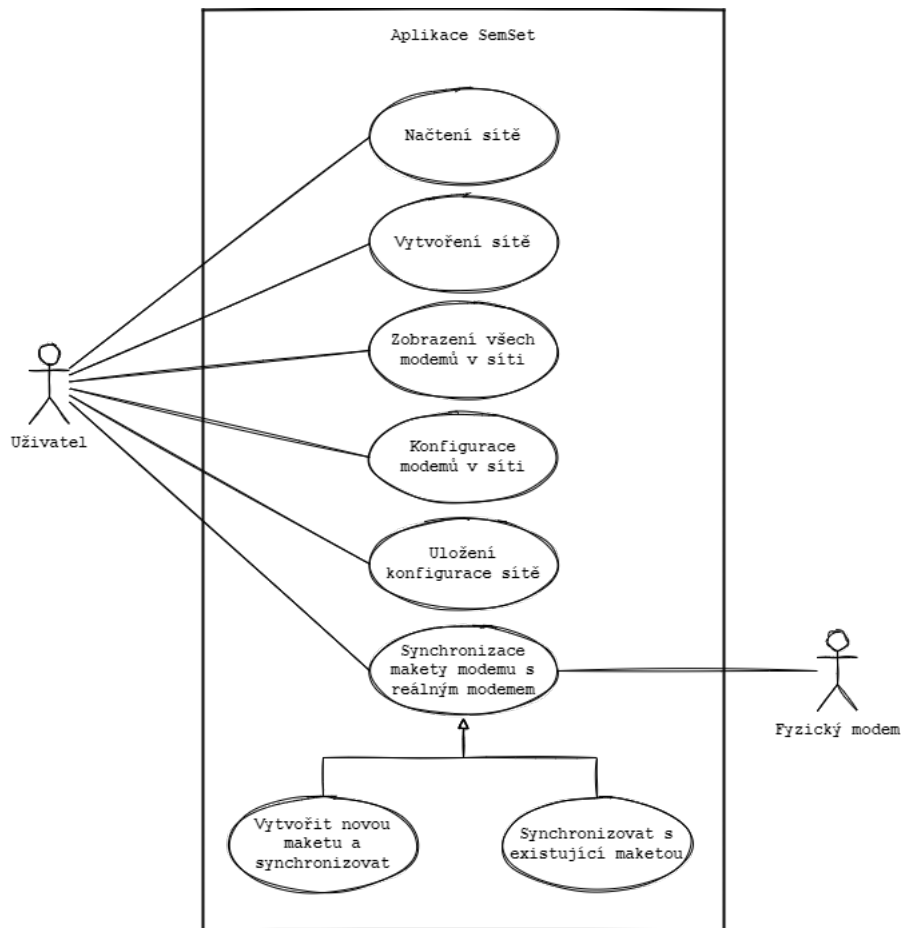 Aplikace SemSet
Načtení sítě
Vytvoření sítě
Zobrazení všech
modemů v síti
Uživatel
Konfigurace
modemů v síti
Uložení
konfigurace sítě
Synchronizace
makety modemu s
reálným modemem
Fyzický modem
Vytvořit novou
maketu a
synchronizovat
Synchronizovat s
existující maketou